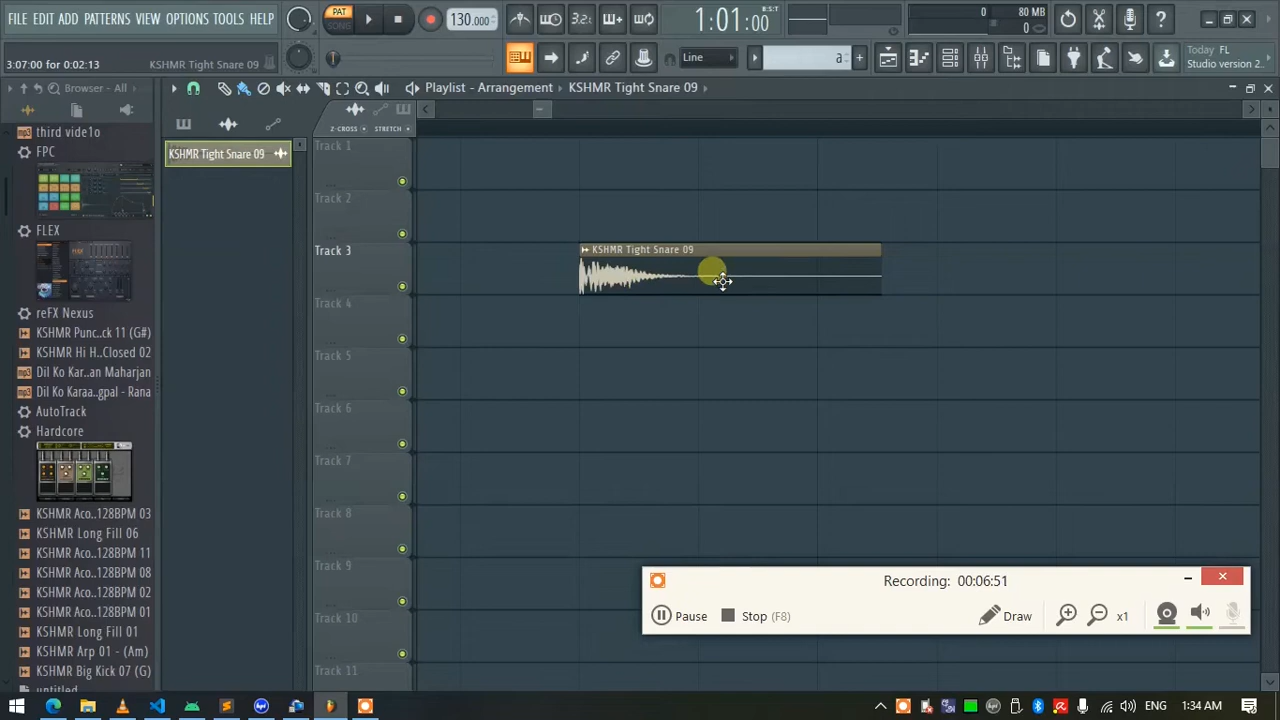 FILE EDIT ADD PATTERNS VIEW OPTIONS TOOLS HELP
PAT
SONG
130.000
3:2:
1:01:00
B:S:T
0
80 MB
0
3:07:00 for 0:02:13
KSHMR Tight Snare 09
Line
a
Today FL
Studio version 2..
Browser - All
Playlist - Arrangement
KSHMR Tight Snare 09
Z-CROSS
STRETCH
third vide1o
FPC
FLEX
reFX Nexus
KSHMR Punc..ck 11 (G#)
KSHMR Hi H..Closed 02
Dil Ko Kar..an Maharjan
Dil Ko Karaa..gpal - Rana
AutoTrack
Hardcore
KSHMR Aco..128BPM 03
KSHMR Long Fill 06
KSHMR Aco..128BPM 11
KSHMR Aco..128BPM 08
KSHMR Aco..128BPM 02
KSHMR Aco..128BPM 01
KSHMR Long Fill 01
KSHMR Arp 01 - (Am)
KSHMR Big Kick 07 (G)
untitled
KSHMR Tight Snare 09
Track 1
Track 2
Track 3
KSHMR Tight Snare 09
Track 4
Track 5
Track 6
Track 7
Track 8
Track 9
Track 10
Track 11
Recording: 00:06:51
Pause
Stop (F8)
Draw
x1
ENG
1:34 AM